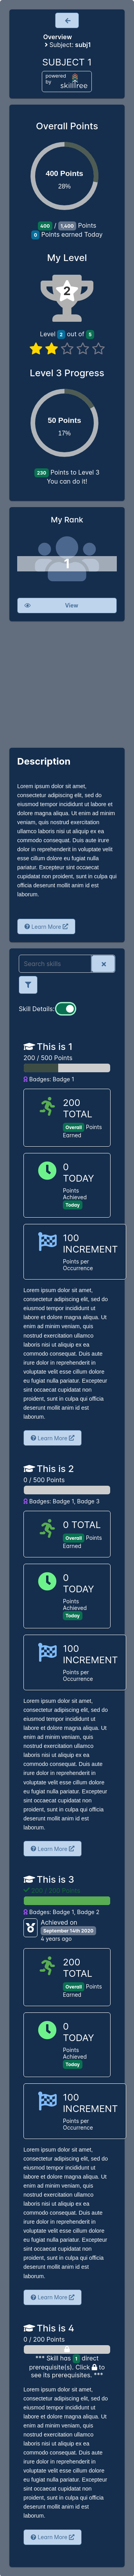 Overview
Subject: subj1
SUBJECT 1
powered by skilltree
Overall Points
400 Points
28%
400 / 1,400 Points
0 Points earned Today
My Level
2
Level 2 out of 5
Level 3 Progress
50 Points
17%
230 Points to Level 3
You can do it!
My Rank
1
View
Description
Lorem ipsum dolor sit amet,
consectetur adipiscing elit, sed do
eiusmod tempor incididunt ut labore et
dolore magna aliqua. Ut enim ad minim
veniam, quis nostrud exercitation
ullamco laboris nisi ut aliquip ex ea
commodo consequat. Duis aute irure
dolor in reprehenderit in voluptate velit
esse cillum dolore eu fugiat nulla
pariatur. Excepteur sint occaecat
cupidatat non proident, sunt in culpa qui
officia deserunt mollit anim id est
laborum.
Learn More
Search skills
Skill Details:
This is 1
200 / 500 Points
Badges: Badge 1
200
TOTAL
Overall Points
Earned
0
TODAY
Points
Achieved
Today
100
INCREMENT
Points per
Occurrence
Lorem ipsum dolor sit amet,
consectetur adipiscing elit, sed do
eiusmod tempor incididunt ut
labore et dolore magna aliqua. Ut
enim ad minim veniam, quis
nostrud exercitation ullamco
laboris nisi ut aliquip ex ea
commodo consequat. Duis aute
irure dolor in reprehenderit in
voluptate velit esse cillum dolore
eu fugiat nulla pariatur. Excepteur
sint occaecat cupidatat non
proident, sunt in culpa qui officia
deserunt mollit anim id est
laborum.
Learn More
This is 2
0 / 500 Points
Badges: Badge 1, Badge 3
0 TOTAL
Overall Points
Earned
0
TODAY
Points
Achieved
Today
100
INCREMENT
Points per
Occurrence
Lorem ipsum dolor sit amet,
consectetur adipiscing elit, sed do
eiusmod tempor incididunt ut
labore et dolore magna aliqua. Ut
enim ad minim veniam, quis
nostrud exercitation ullamco
laboris nisi ut aliquip ex ea
commodo consequat. Duis aute
irure dolor in reprehenderit in
voluptate velit esse cillum dolore
eu fugiat nulla pariatur. Excepteur
sint occaecat cupidatat non
proident, sunt in culpa qui officia
deserunt mollit anim id est
laborum.
Learn More
This is 3
200 / 200 Points
Badges: Badge 1, Badge 2
Achieved on
September 14th 2020
4 years ago
200
TOTAL
Overall Points
Earned
0
TODAY
Points
Achieved
Today
100
INCREMENT
Points per
Occurrence
Lorem ipsum dolor sit amet,
consectetur adipiscing elit, sed do
eiusmod tempor incididunt ut
labore et dolore magna aliqua. Ut
enim ad minim veniam, quis
nostrud exercitation ullamco
laboris nisi ut aliquip ex ea
commodo consequat. Duis aute
irure dolor in reprehenderit in
voluptate velit esse cillum dolore
eu fugiat nulla pariatur. Excepteur
sint occaecat cupidatat non
proident, sunt in culpa qui officia
deserunt mollit anim id est
laborum.
Learn More
This is 4
0 / 200 Points
*** Skill has 1 direct
prerequisite(s). Click to
see its prerequisites. ***
Lorem ipsum dolor sit amet,
consectetur adipiscing elit, sed do
eiusmod tempor incididunt ut
labore et dolore magna aliqua. Ut
enim ad minim veniam, quis
nostrud exercitation ullamco
laboris nisi ut aliquip ex ea
commodo consequat. Duis aute
irure dolor in reprehenderit in
voluptate velit esse cillum dolore
eu fugiat nulla pariatur. Excepteur
sint occaecat cupidatat non
proident, sunt in culpa qui officia
deserunt mollit anim id est
laborum.
Learn More